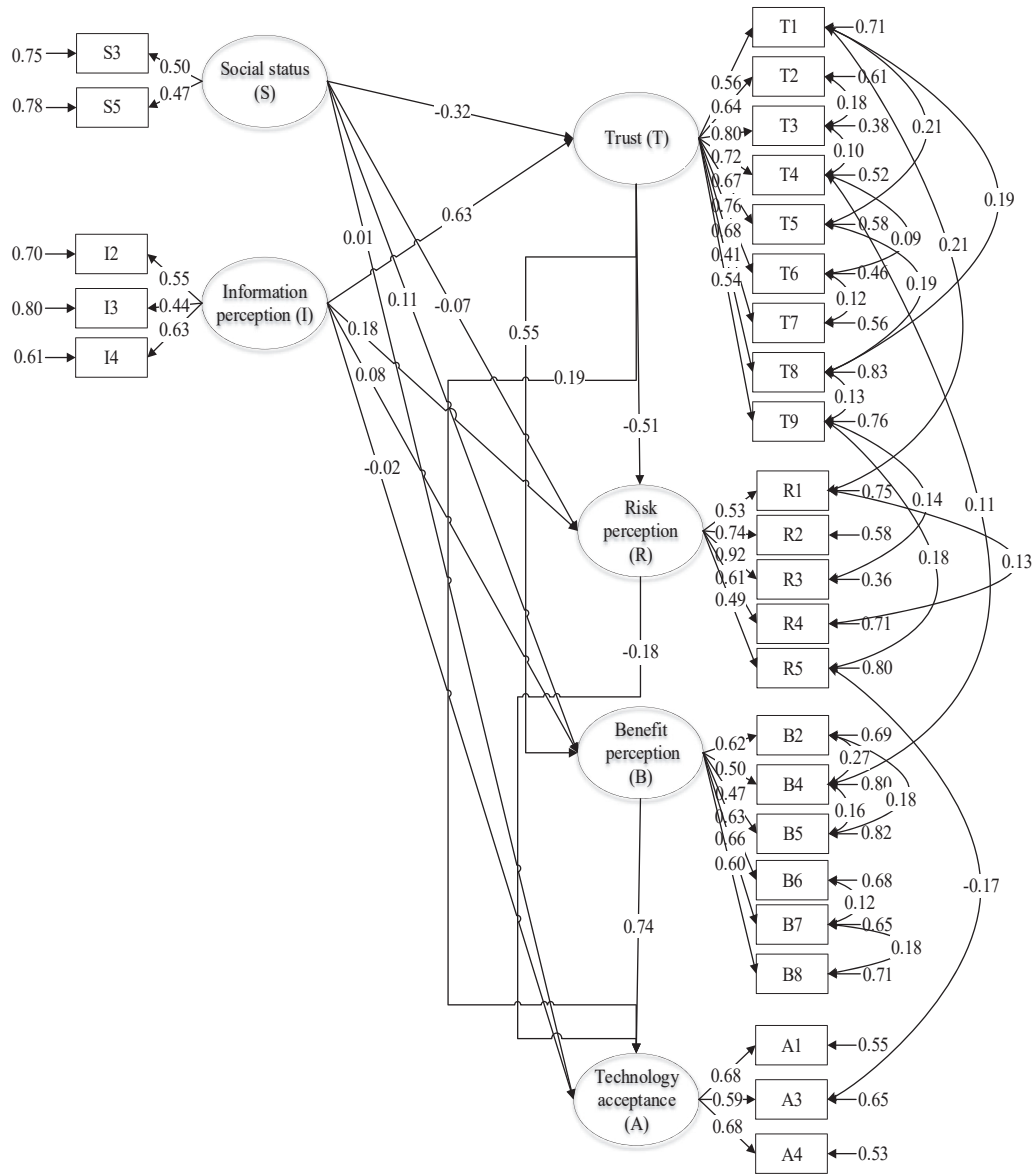 0.75
S3
0.50
0.78
S5
0.47
Social status
(S)
-0.32
0.70
I2
0.55
0.80
I3
0.44
0.61
I4
0.63
Information
perception (I)
0.63
0.01
0.11
-0.07
0.18
0.08
-0.02
Trust (T)
0.55
0.19
-0.51
0.56
0.64
0.80
0.72
0.67
0.76
0.68
0.41
0.54
T1
0.71
T2
0.61
0.18
T3
0.38
0.10
T4
0.52
T5
0.58
0.09
T6
0.46
0.12
T7
0.56
T8
0.83
0.13
T9
0.76
0.21
0.19
0.21
0.19
0.11
0.14
0.18
0.13
Risk
perception
(R)
-0.18
0.53
0.74
0.92
0.61
0.49
R1
0.75
R2
0.58
R3
0.36
R4
0.71
R5
0.80
Benefit
perception
(B)
0.74
0.62
0.50
0.47
0.63
0.66
0.60
B2
0.69
0.27
B4
0.80
0.18
0.16
B5
0.82
B6
0.68
0.12
B7
0.65
0.18
B8
0.71
-0.17
Technology
acceptance
(A)
0.68
0.59
0.68
A1
0.55
A3
0.65
A4
0.53